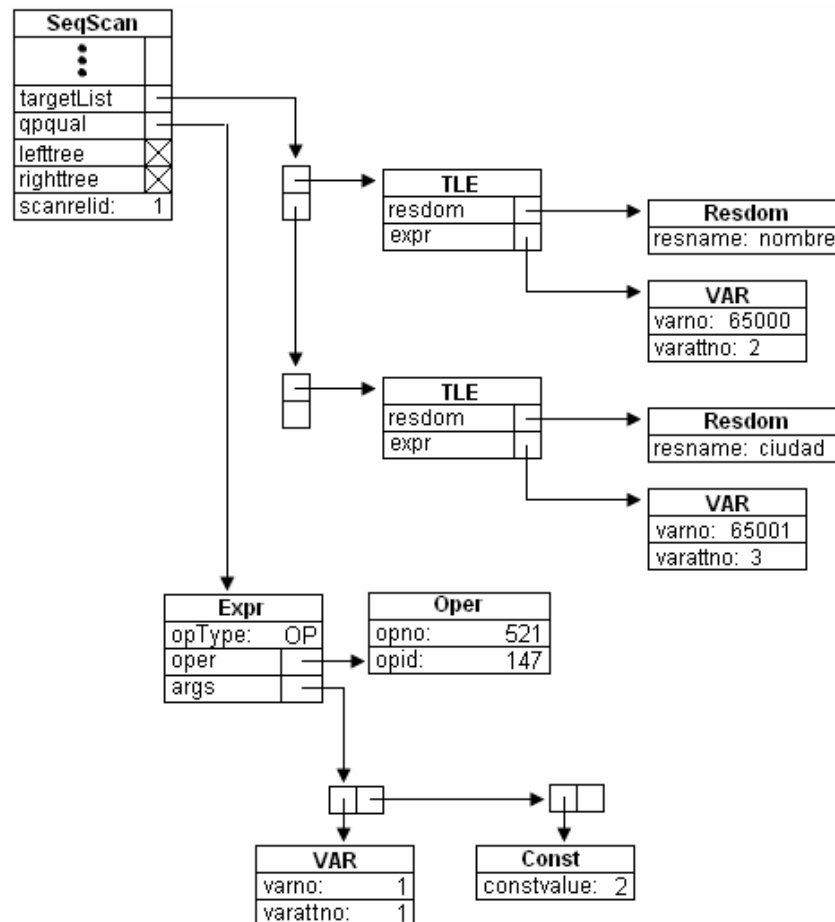 SeqScan
targetList
qpqual
lefttree
righttree
scanrelid: 1
TLE
resdom
expr
Resdom
resname: nombre
VAR
varno: 65000
varattno: 2
TLE
resdom
expr
Resdom
resname: ciudad
VAR
varno: 65001
varattno: 3
Expr
opType: OP
oper
args
Oper
opno: 521
opid: 147
VAR
varno: 1
varattno: 1
Const
constvalue: 2